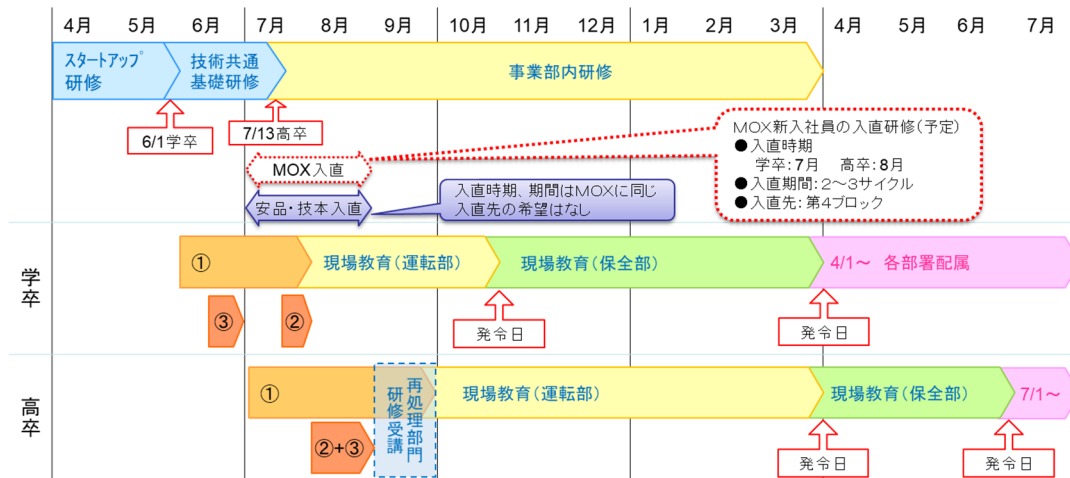 4月 5月 6月 7月 8月 9月 10月 11月 12月 1月 2月 3月 4月 5月 6月 7月
ｽﾀｰﾄｱｯﾌﾟ
研修
技術共通
基礎研修
事業部内研修
6/1学卒
7/13高卒
MOX新入社員の入直研修（予定）
●入直時期
学卒：7月 高卒：8月
●入直期間：2～3サイクル
●入直先：第4ブロック
MOX入直
安品・技本入直
入直時期、期間はMOXに同じ
入直先の希望はなし
学卒
①
現場教育（運転部）
現場教育（保全部）
4/1～ 各部署配属
③
②
発令日
発令日
高卒
①
再処理部門
研修受講
現場教育（運転部）
現場教育（保全部）
7/1～
②+③
発令日
発令日